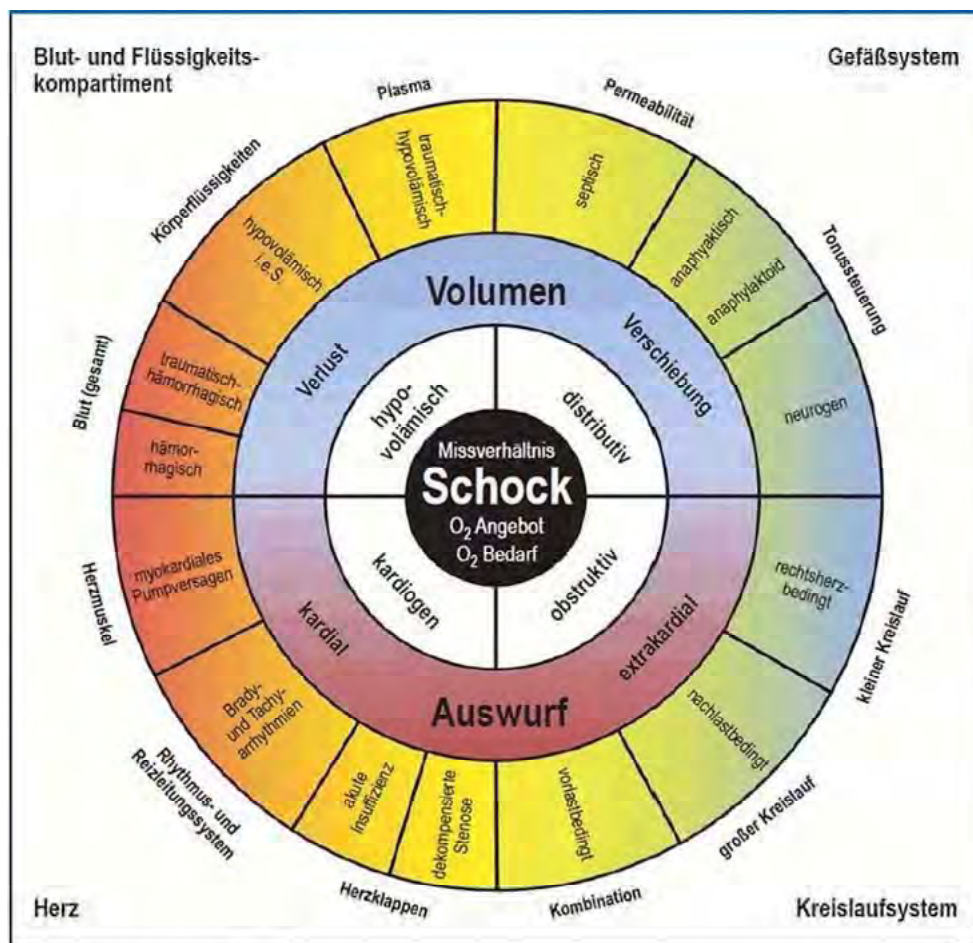 Blut- und Flüssigkeits-
kompartiment
Gefäßsystem
Plasma
Permeabilität
Körperflüssigkeiten
Tonussteuerung
Blut (gesamt)
traumatisch-
hypovolämisch
septisch
hypovolämisch
i.e.S.
anaphyaktisch
anaphylaktoid
traumatisch-
hämorrhagisch
neurogen
hämor-
rhagisch
Volumen
Verlust
Verschiebung
hypo-
volämisch
distributiv
Missverhältnis
Schock
O₂ Angebot
O₂ Bedarf
kardiogen
obstruktiv
kardial
extrakardial
Auswurf
myokardiales
Pumpversagen
rechtsherz-
bedingt
Brady-
und Tachy-
arrhythmien
nachlastbedingt
akute
Insuffizienz
dekompensierte
Stenose
vorlastbedingt
Herzmuskel
kleiner Kreislauf
Rhythmus- und
Reizleitungssystem
großer Kreislauf
Herzklappen
Kombination
Herz
Kreislaufsystem